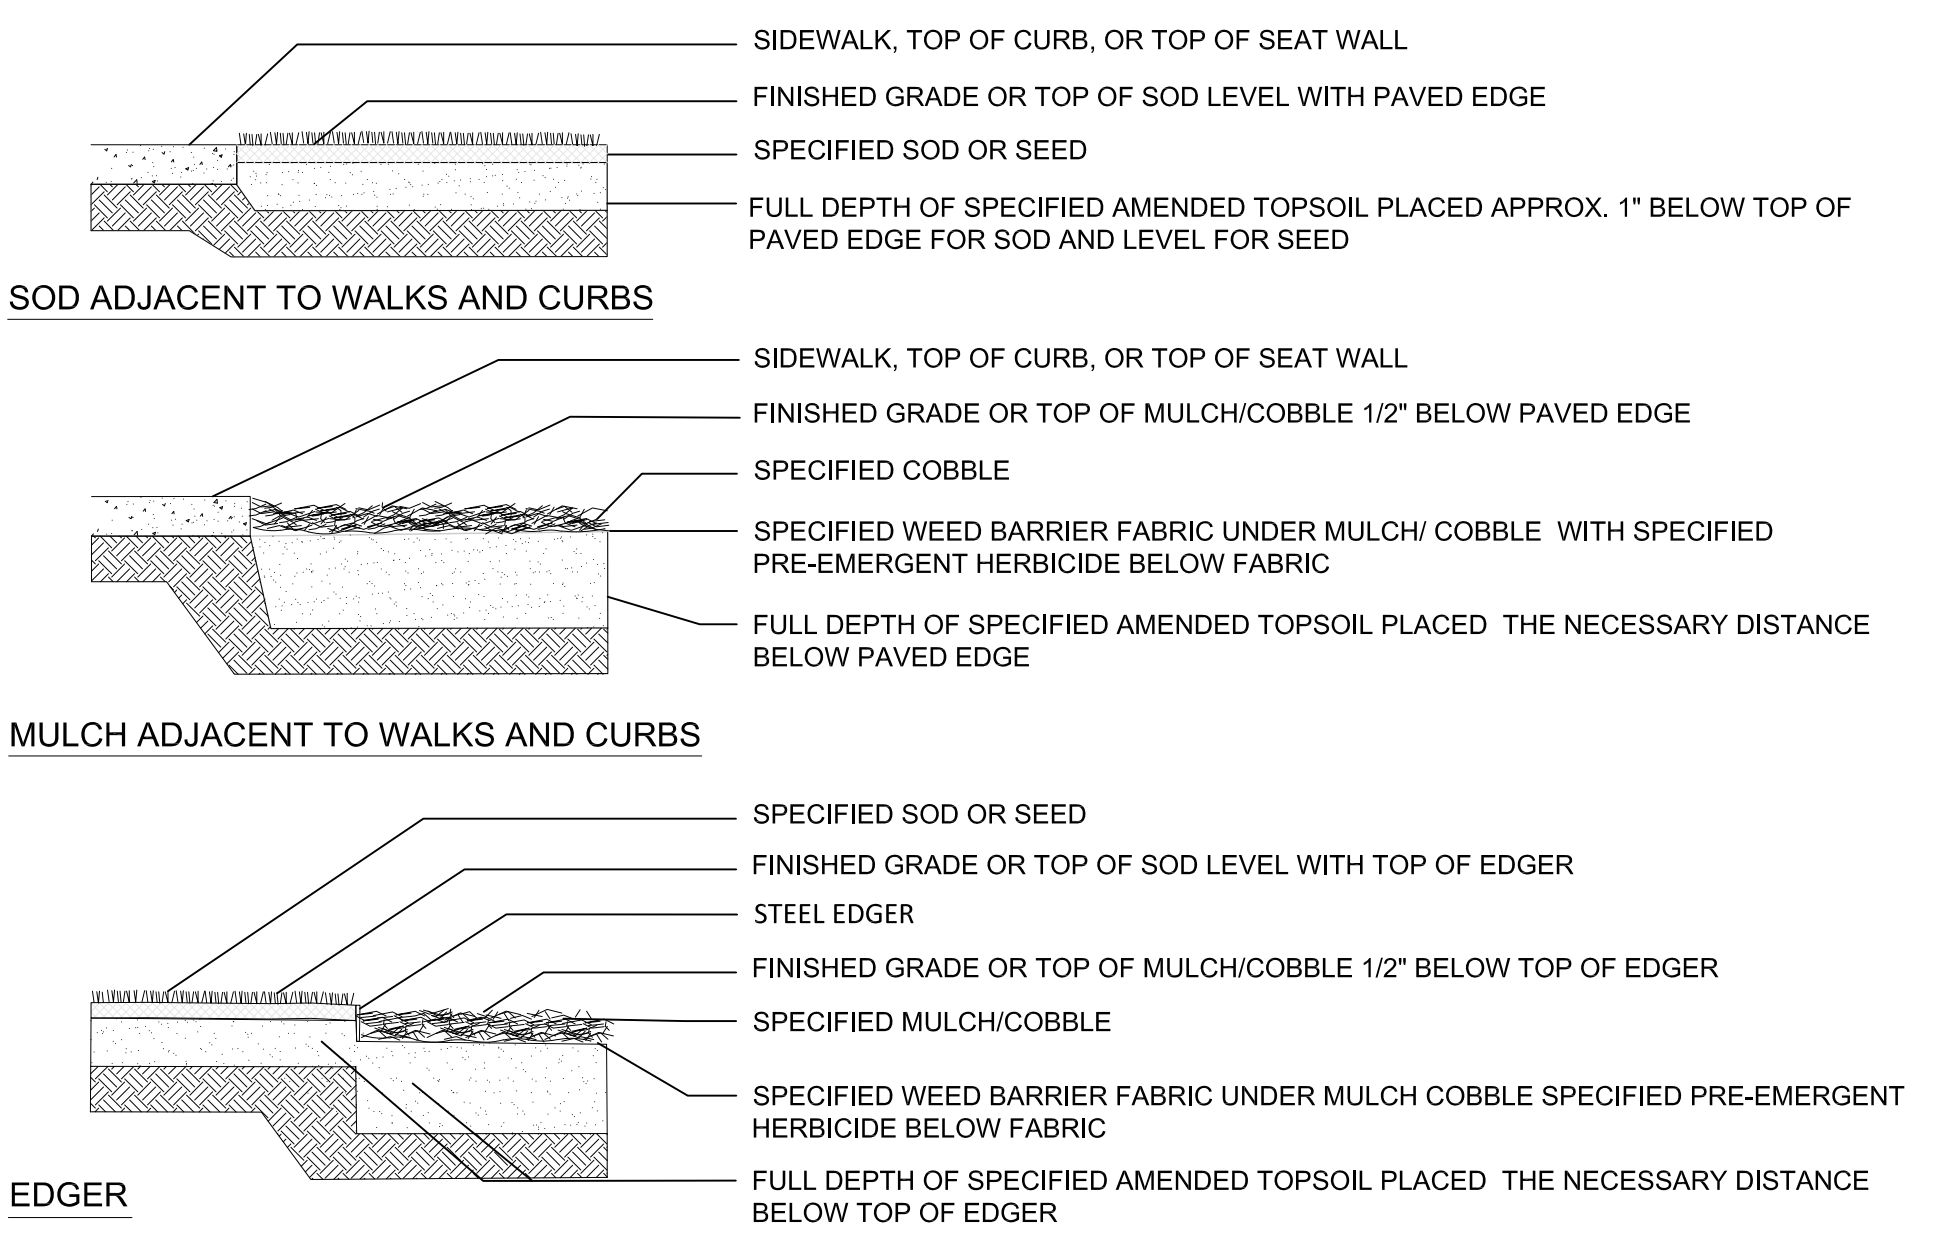 SIDEWALK, TOP OF CURB, OR TOP OF SEAT WALL
FINISHED GRADE OR TOP OF SOD LEVEL WITH PAVED EDGE
SPECIFIED SOD OR SEED
FULL DEPTH OF SPECIFIED AMENDED TOPSOIL PLACED APPROX. 1" BELOW TOP OF
PAVED EDGE FOR SOD AND LEVEL FOR SEED
SOD ADJACENT TO WALKS AND CURBS
SIDEWALK, TOP OF CURB, OR TOP OF SEAT WALL
FINISHED GRADE OR TOP OF MULCH/COBBLE 1/2" BELOW PAVED EDGE
SPECIFIED COBBLE
SPECIFIED WEED BARRIER FABRIC UNDER MULCH/ COBBLE WITH SPECIFIED
PRE-EMERGENT HERBICIDE BELOW FABRIC
FULL DEPTH OF SPECIFIED AMENDED TOPSOIL PLACED THE NECESSARY DISTANCE
BELOW PAVED EDGE
MULCH ADJACENT TO WALKS AND CURBS
SPECIFIED SOD OR SEED
FINISHED GRADE OR TOP OF SOD LEVEL WITH TOP OF EDGER
STEEL EDGER
FINISHED GRADE OR TOP OF MULCH/COBBLE 1/2" BELOW TOP OF EDGER
SPECIFIED MULCH/COBBLE
SPECIFIED WEED BARRIER FABRIC UNDER MULCH COBBLE SPECIFIED PRE-EMERGENT
HERBICIDE BELOW FABRIC
FULL DEPTH OF SPECIFIED AMENDED TOPSOIL PLACED THE NECESSARY DISTANCE
BELOW TOP OF EDGER
EDGER